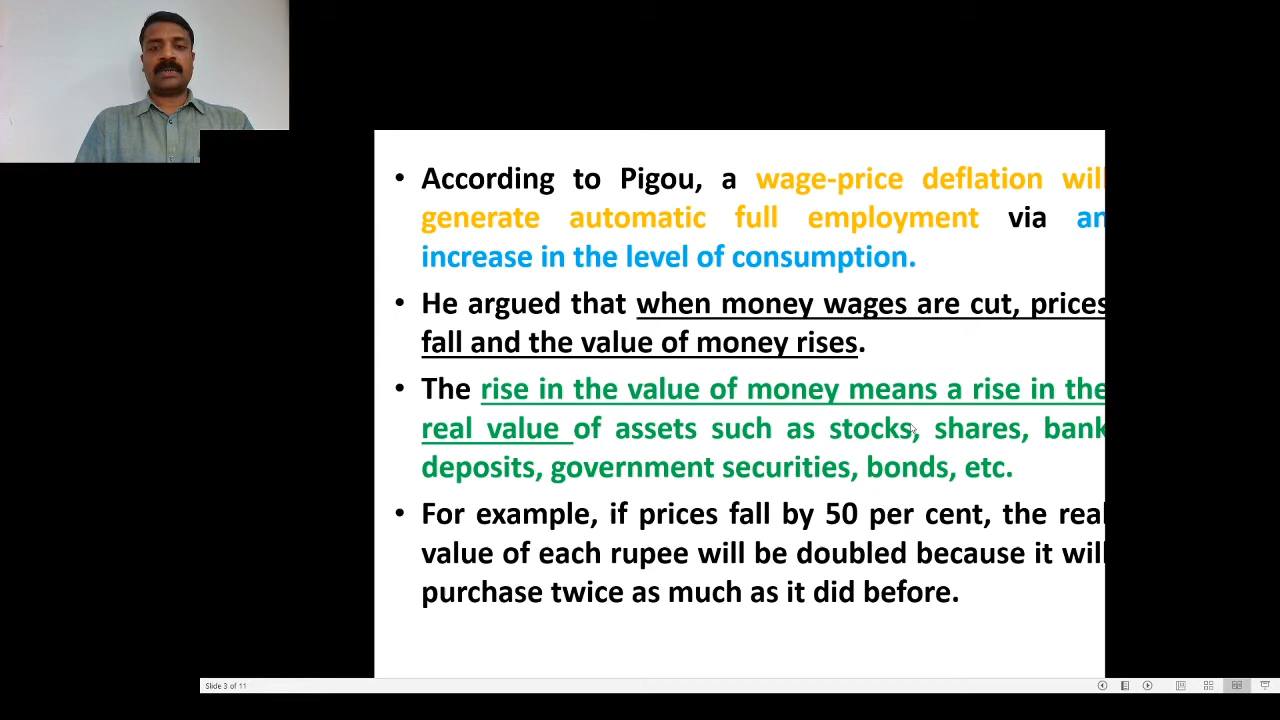 • According to Pigou, a wage-price deflation will
generate automatic full employment via an
increase in the level of consumption.
• He argued that when money wages are cut, prices
fall and the value of money rises.
• The rise in the value of money means a rise in the
real value of assets such as stocks, shares, bank
deposits, government securities, bonds, etc.
• For example, if prices fall by 50 per cent, the real
value of each rupee will be doubled because it will
purchase twice as much as it did before.
Slide 3 of 11